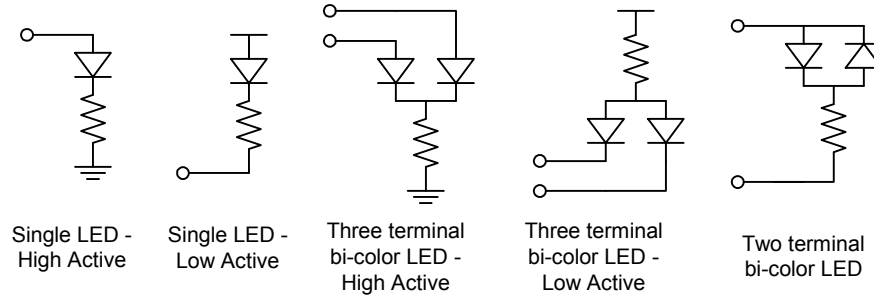 Single LED -
High Active
Single LED -
Low Active
Three terminal
bi-color LED -
High Active
Three terminal
bi-color LED -
Low Active
Two terminal
bi-color LED